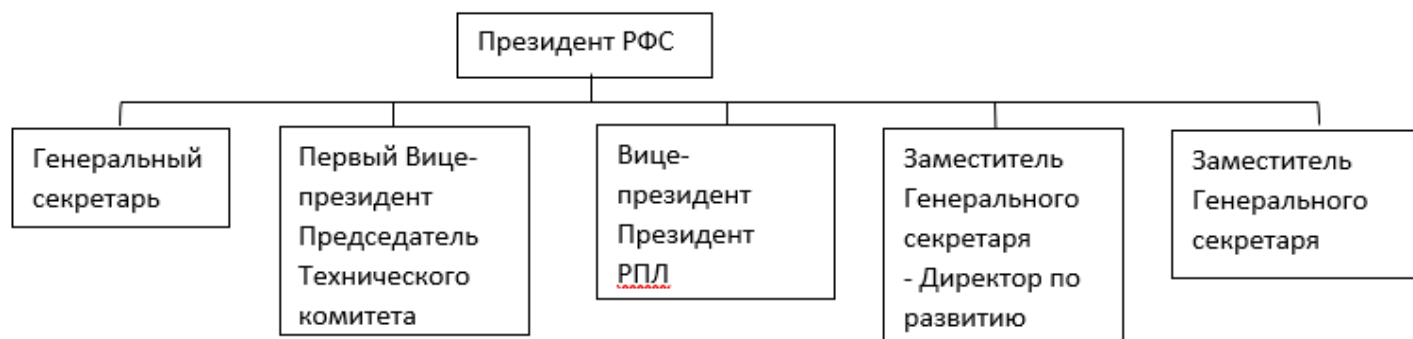 Президент РФС
Генеральный
секретарь
Первый Вице-
президент
Председатель
Технического
комитета
Вице-
президент
Президент
РПЛ
Заместитель
Генерального
секретаря
- Директор по
развитию
Заместитель
Генерального
секретаря